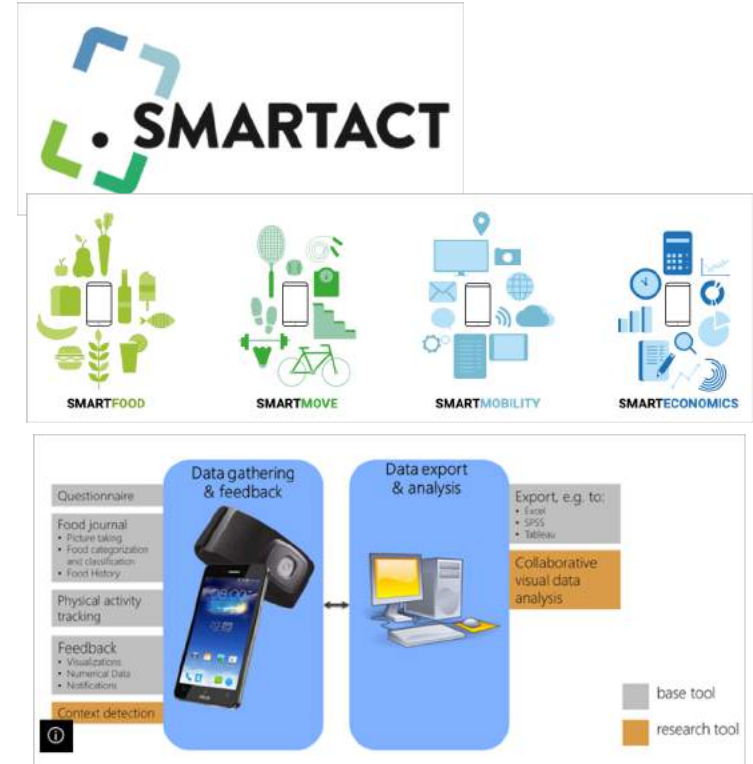 .SMARTACT
SMARTFOOD
SMARTMOVE
SMARTMOBILITY
SMARTECONOMICS
Data gathering
& feedback
Data export
& analysis
Questionnaire
Food journal
• Picture taking
• Food categorization
and classification
• Food History
Physical activity
tracking
Feedback
• Visualizations
• Numerical Data
• Notifications
Context detection
Export, e.g. to:
• Excel
• SPSS
• Tableau
Collaborative
visual data
analysis
base tool
research tool